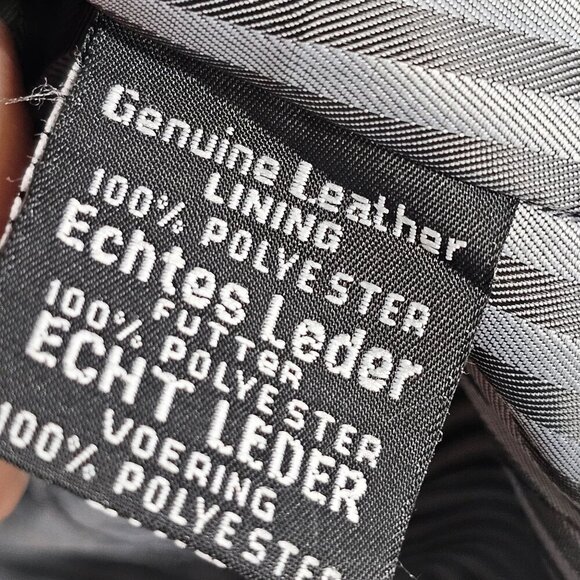 Genuine Leather
LINING
100% POLYESTER
Echtes Leder
FUTTER
100% POLYESTER
ECHT LEDER
VOERING
100% POLYESTER